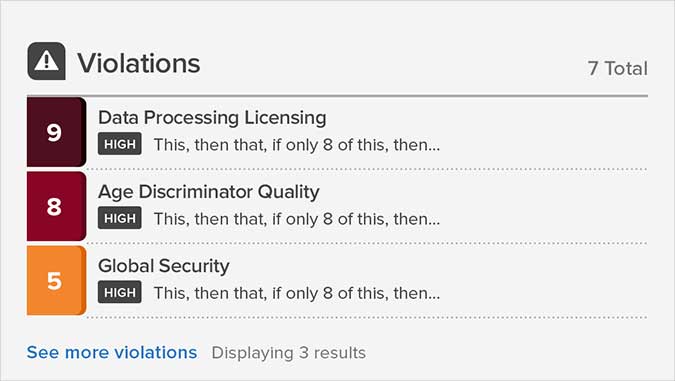 Violations
7 Total
9
Data Processing Licensing
HIGH This, then that, if only 8 of this, then...
8
Age Discriminator Quality
HIGH This, then that, if only 8 of this, then...
5
Global Security
HIGH This, then that, if only 8 of this, then...
See more violations Displaying 3 results